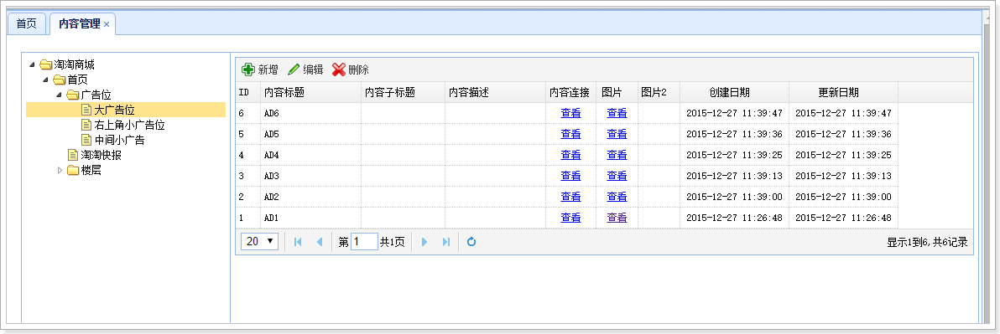 首页 内容管理 ×
淘淘商城
首页
广告位
大广告位
右上角小广告位
中间小广告
淘淘快报
楼层
新增 编辑 删除
ID 内容标题 内容子标题 内容描述 内容连接 图片 图片2 创建日期 更新日期
6 AD6 查看 查看 2015-12-27 11:39:47 2015-12-27 11:39:47
5 AD5 查看 查看 2015-12-27 11:39:36 2015-12-27 11:39:36
4 AD4 查看 查看 2015-12-27 11:39:25 2015-12-27 11:39:25
3 AD3 查看 查看 2015-12-27 11:39:13 2015-12-27 11:39:13
2 AD2 查看 查看 2015-12-27 11:39:00 2015-12-27 11:39:00
1 AD1 查看 查看 2015-12-27 11:26:48 2015-12-27 11:26:48
20 第 1 共1页 显示1到6,共6记录